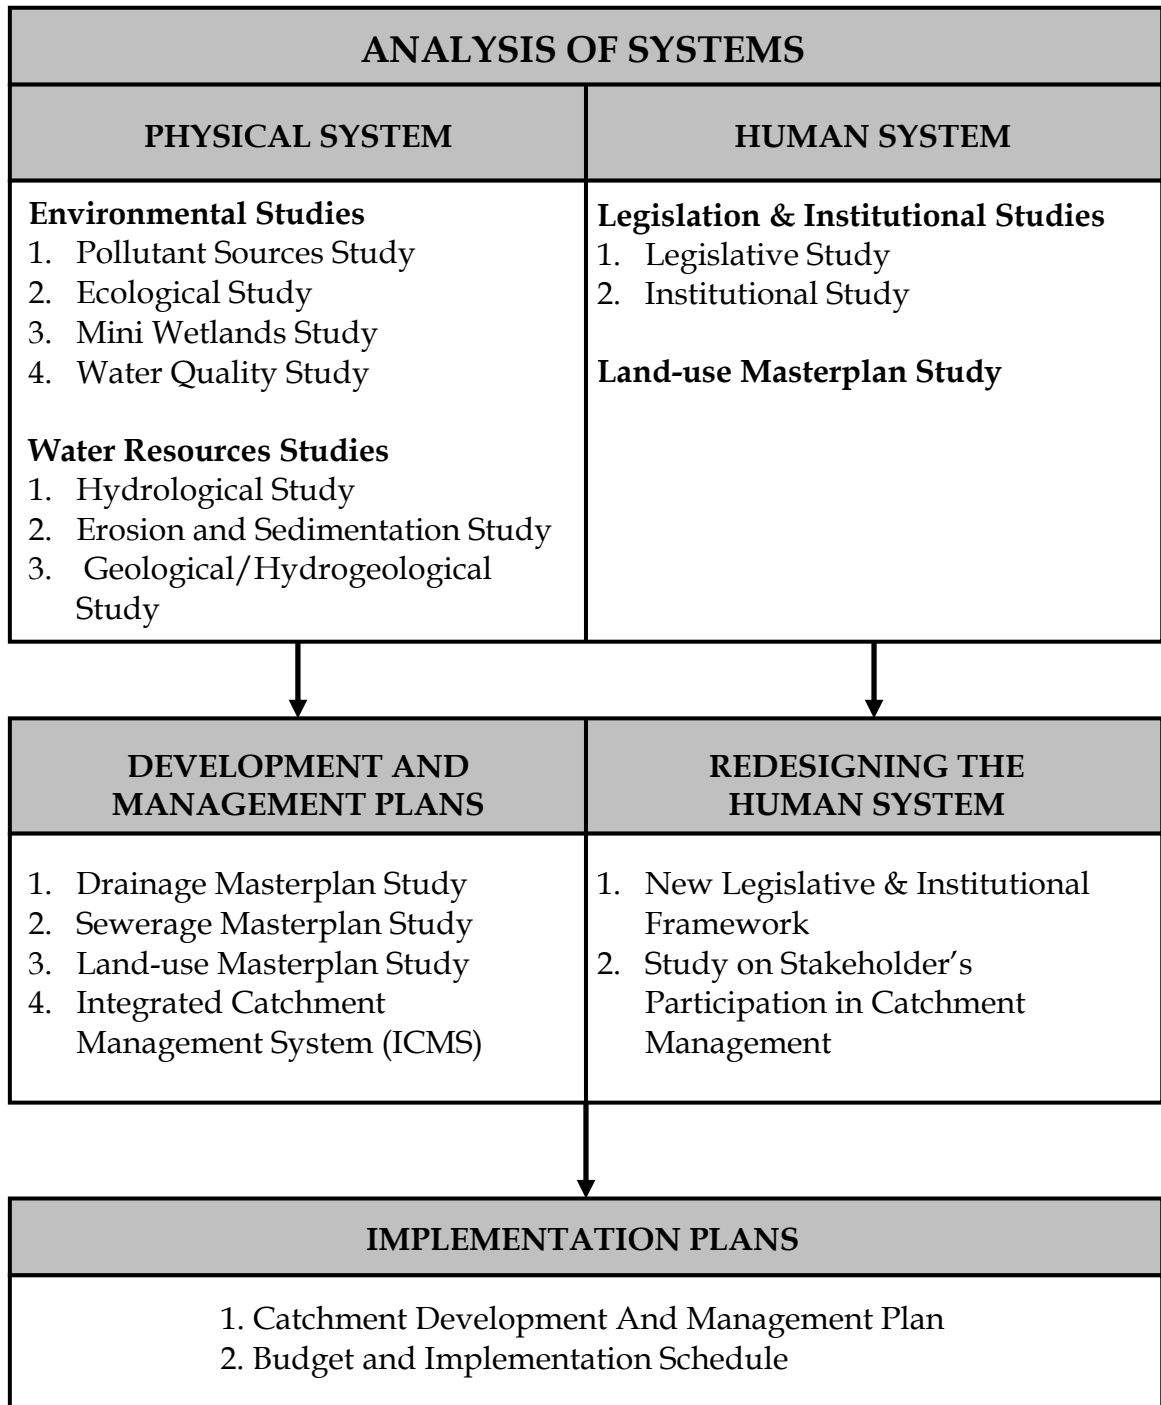 ANALYSIS OF SYSTEMS
PHYSICAL SYSTEM
Environmental Studies
1. Pollutant Sources Study
2. Ecological Study
3. Mini Wetlands Study
4. Water Quality Study
Water Resources Studies
1. Hydrological Study
2. Erosion and Sedimentation Study
3. Geological/Hydrogeological
Study
HUMAN SYSTEM
Legislation & Institutional Studies
1. Legislative Study
2. Institutional Study
Land-use Masterplan Study
DEVELOPMENT AND
MANAGEMENT PLANS
1. Drainage Masterplan Study
2. Sewerage Masterplan Study
3. Land-use Masterplan Study
4. Integrated Catchment
Management System (ICMS)
REDESIGNING THE
HUMAN SYSTEM
1. New Legislative & Institutional
Framework
2. Study on Stakeholder’s
Participation in Catchment
Management
IMPLEMENTATION PLANS
1. Catchment Development And Management Plan
2. Budget and Implementation Schedule